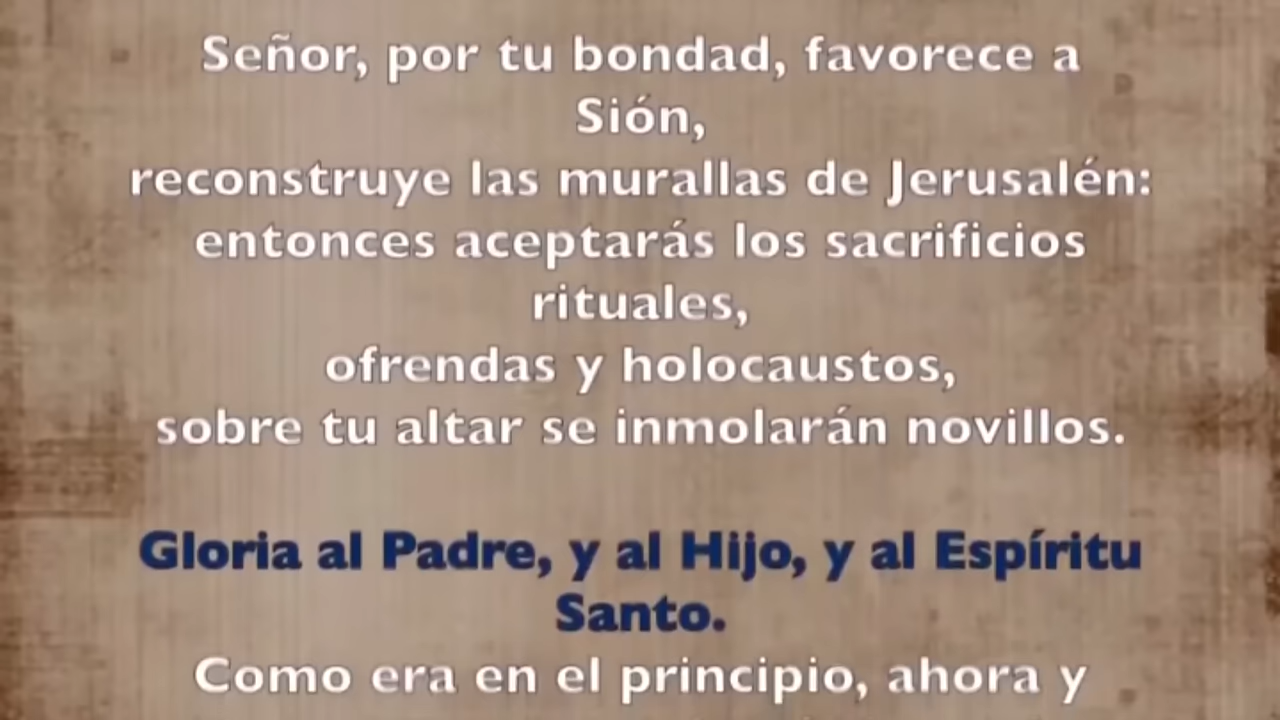 Señor, por tu bondad, favorece a
Sión,
reconstruye las murallas de Jerusalén:
entonces aceptarás los sacrificios
rituales,
ofrendas y holocaustos,
sobre tu altar se inmolarán novillos.
Gloria al Padre, y al Hijo, y al Espíritu
Santo.
Como era en el principio, ahora y